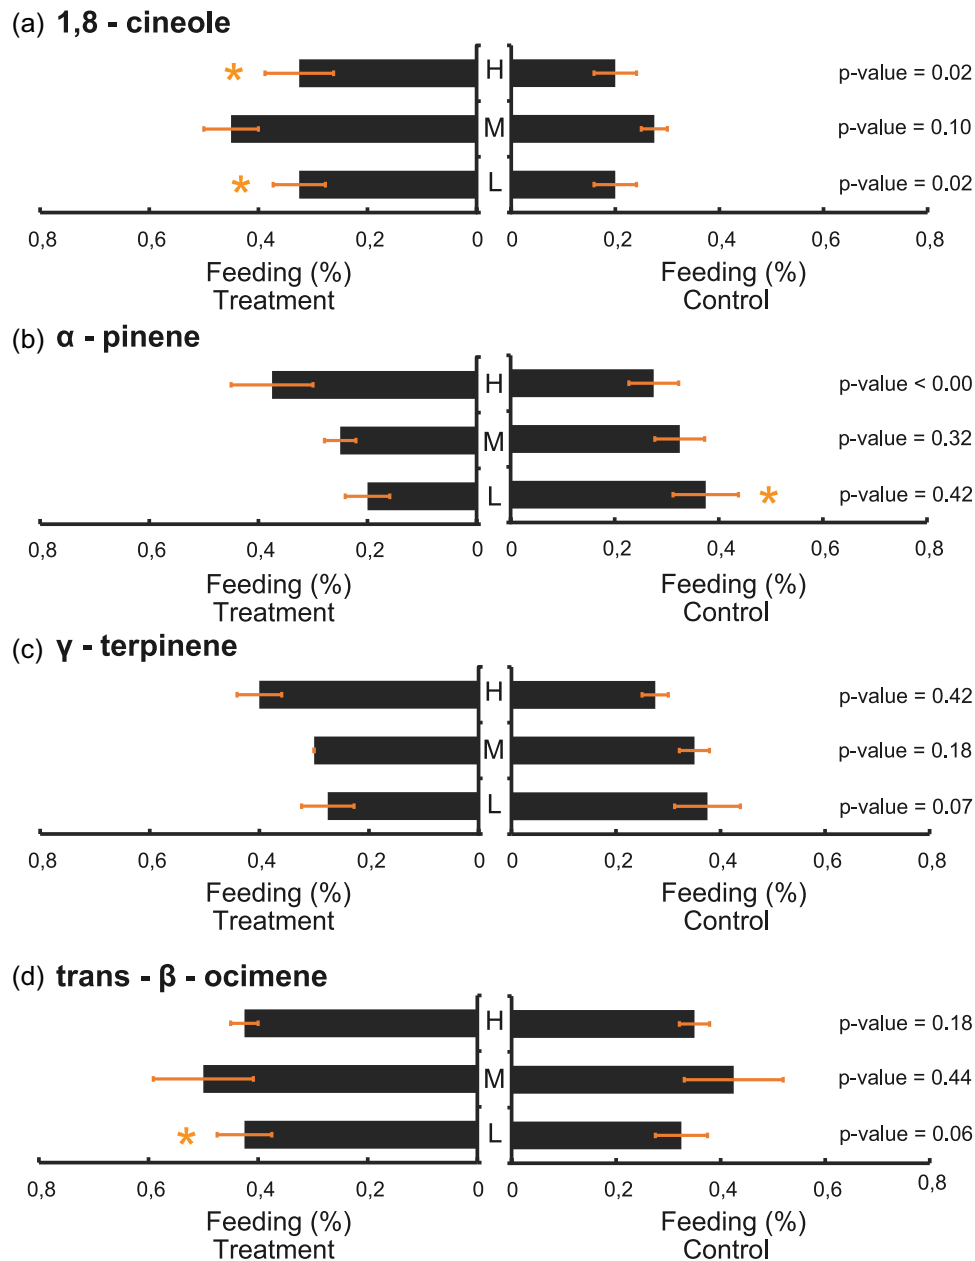 (a) 1,8 - cineole
* H p-value = 0.02
M p-value = 0.10
* L p-value = 0.02
0,8 0,6 0,4 0,2 0 0 0,2 0,4 0,6 0,8
Feeding (%) Feeding (%)
Treatment Control
(b) α - pinene
H p-value < 0.00
M p-value = 0.32
L * p-value = 0.42
0,8 0,6 0,4 0,2 0 0 0,2 0,4 0,6 0,8
Feeding (%) Feeding (%)
Treatment Control
(c) γ - terpinene
H p-value = 0.42
M p-value = 0.18
L p-value = 0.07
0,8 0,6 0,4 0,2 0 0 0,2 0,4 0,6 0,8
Feeding (%) Feeding (%)
Treatment Control
(d) trans - β - ocimene
H p-value = 0.18
M p-value = 0.44
* L p-value = 0.06
0,8 0,6 0,4 0,2 0 0 0,2 0,4 0,6 0,8
Feeding (%) Feeding (%)
Treatment Control